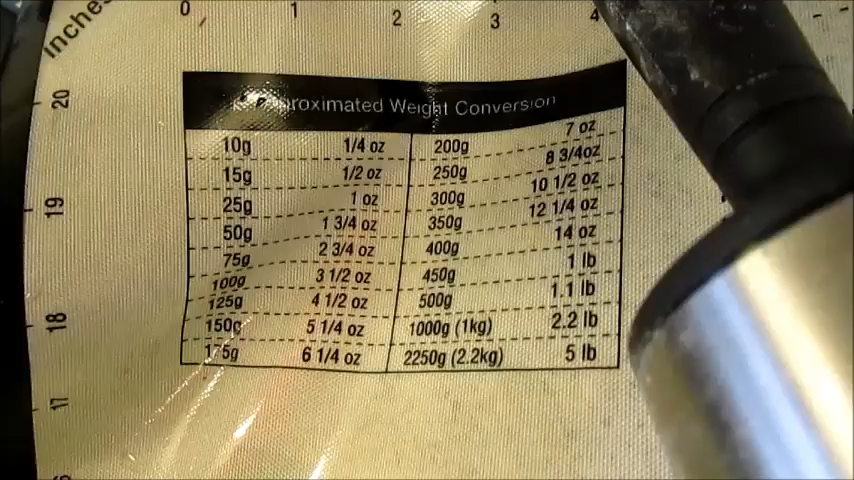 inches
0 1 2 3 4
20
19
18
17
Approximated Weight Conversion
10g 1/4 oz 200g 7 oz
15g 1/2 oz 250g 8 3/4oz
25g 1 oz 300g 10 1/2 oz
50g 1 3/4 oz 350g 12 1/4 oz
75g 2 3/4 oz 400g 14 oz
100g 3 1/2 oz 450g 1 lb
125g 4 1/2 oz 500g 1.1 lb
150g 5 1/4 oz 1000g (1kg) 2.2 lb
175g 6 1/4 oz 2250g (2.2kg) 5 lb